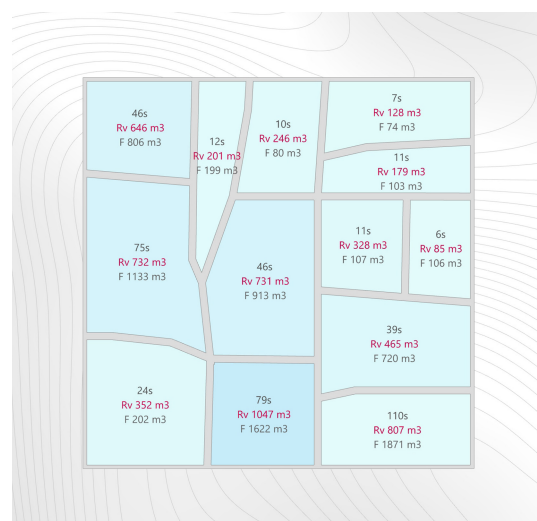 46s
Rv 646 m3
F 806 m3
12s
Rv 201 m3
F 199 m3
10s
Rv 246 m3
F 80 m3
7s
Rv 128 m3
F 74 m3
11s
Rv 179 m3
F 103 m3
75s
Rv 732 m3
F 1133 m3
46s
Rv 731 m3
F 913 m3
11s
Rv 328 m3
F 107 m3
6s
Rv 85 m3
F 106 m3
39s
Rv 465 m3
F 720 m3
24s
Rv 352 m3
F 202 m3
79s
Rv 1047 m3
F 1622 m3
110s
Rv 807 m3
F 1871 m3